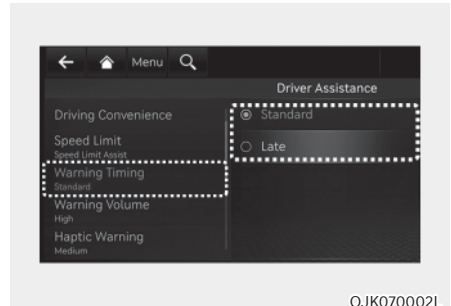 Menu
Driver Assistance
Driving Convenience
Speed Limit
Speed Limit Assist
Warning Timing
Standard
Warning Volume
High
Haptic Warning
Medium
Standard
Late
OJK070002L